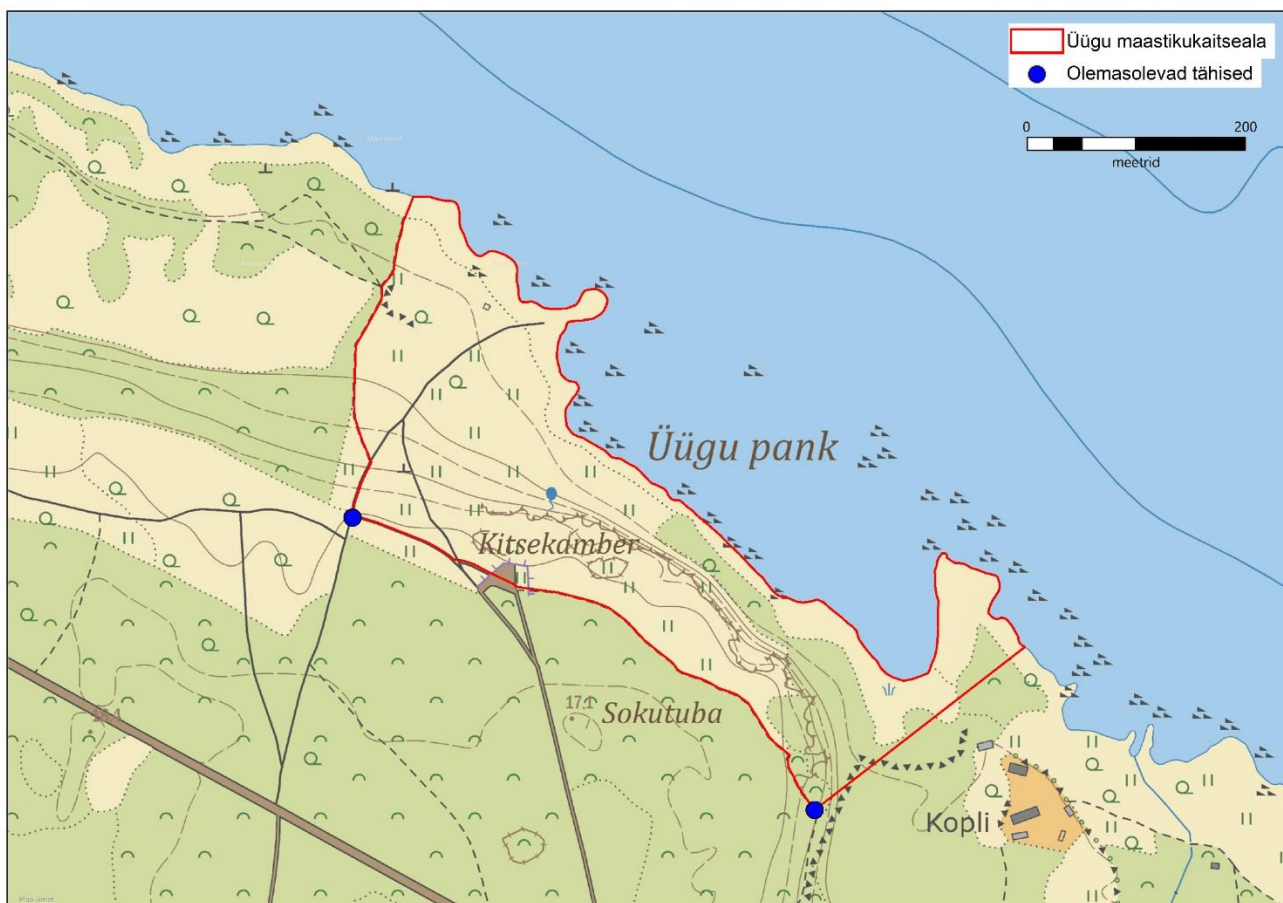 Üügu maastikukaitseala
Olemasolevad tähised
0 200
meetrid
Üügu pank
Kitsekamber
17.1
Sokutuba
Kopli